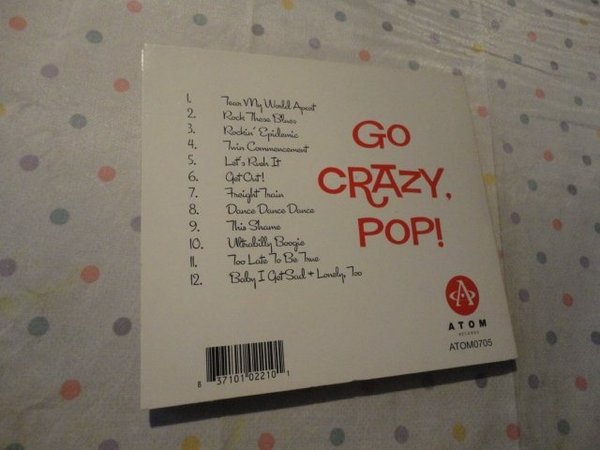 1. Tear My World Apart
2. Rock These Blues
3. Rockin' Epidemic
4. Twin Commencement
5. Let's Rush It
6. Get Out!
7. Freight Train
8. Dance Dance Dance
9. This Shame
10. Ultrabilly Boogie
11. Too Late To Be True
12. Baby I Get Sad + Lonely, Too
GO
CRAZY,
POP!
A
ATOM
RECORDS
ATOM0705
8 37101 02210 1